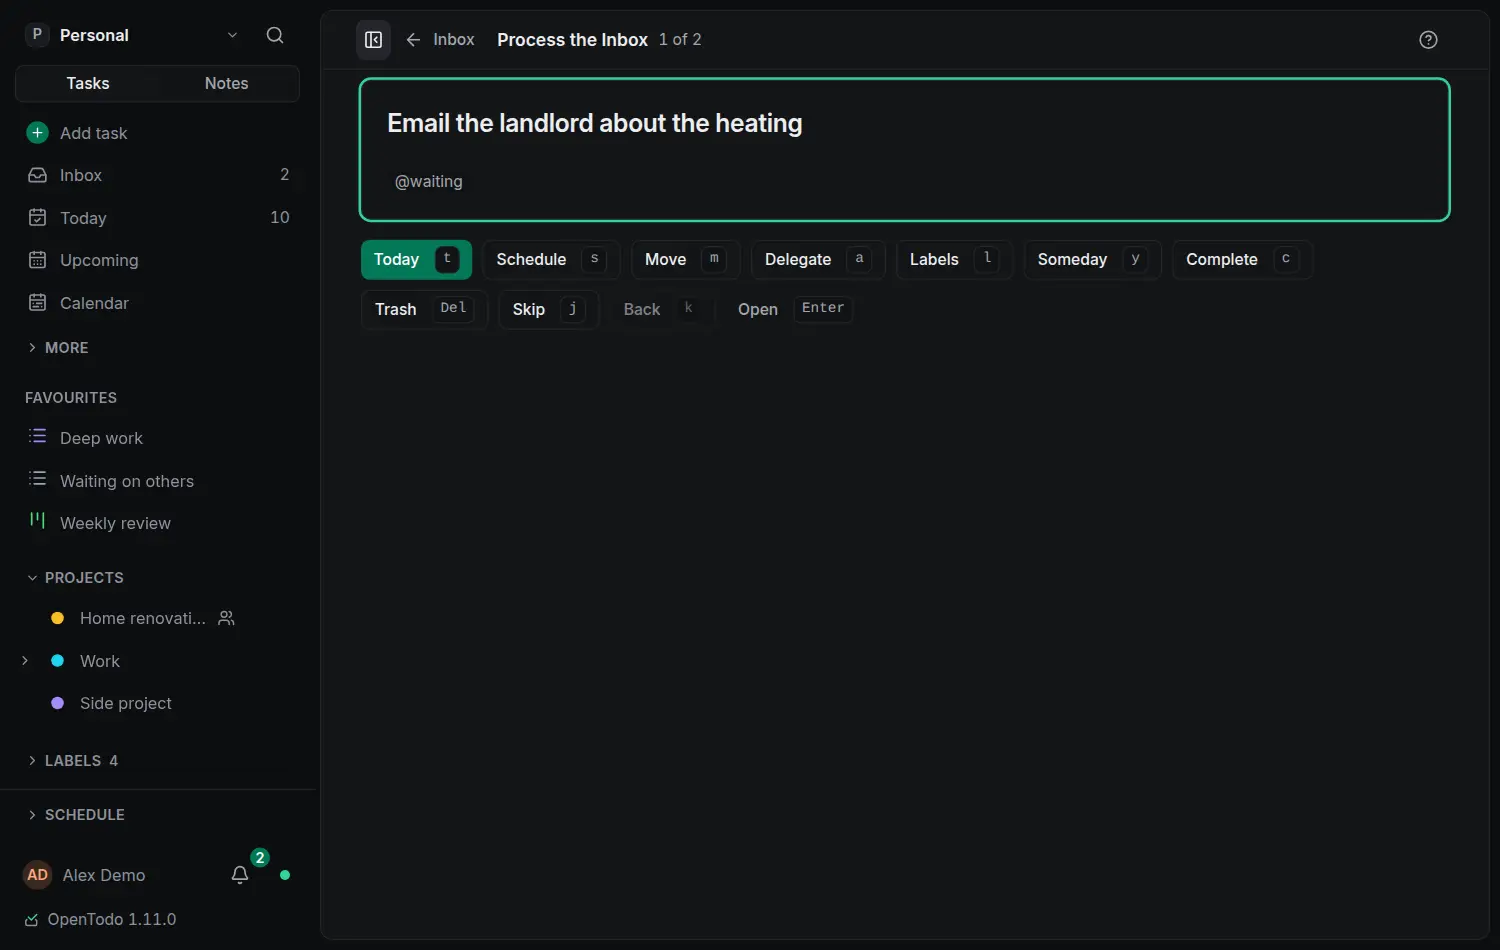 P Personal
Tasks Notes
Add task
Inbox 2
Today 10
Upcoming
Calendar
MORE
FAVOURITES
Deep work
Waiting on others
Weekly review
PROJECTS
Home renovati...
Work
Side project
LABELS 4
SCHEDULE
AD Alex Demo 2
OpenTodo 1.11.0
Inbox Process the Inbox 1 of 2
Email the landlord about the heating
@waiting
Today t Schedule s Move m Delegate a Labels l Someday y Complete c
Trash Del Skip j Back k Open Enter